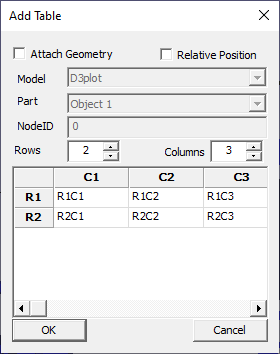 Add Table
Attach Geometry Relative Position
Model D3plot
Part Object 1
NodeID 0
Rows 2 Columns 3
C1 C2 C3
R1 R1C1 R1C2 R1C3
R2 R2C1 R2C2 R2C3
OK Cancel